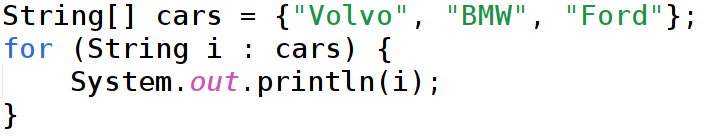 String[] cars = {"Volvo", "BMW", "Ford"};
for (String i : cars) {
    System.out.println(i);
}